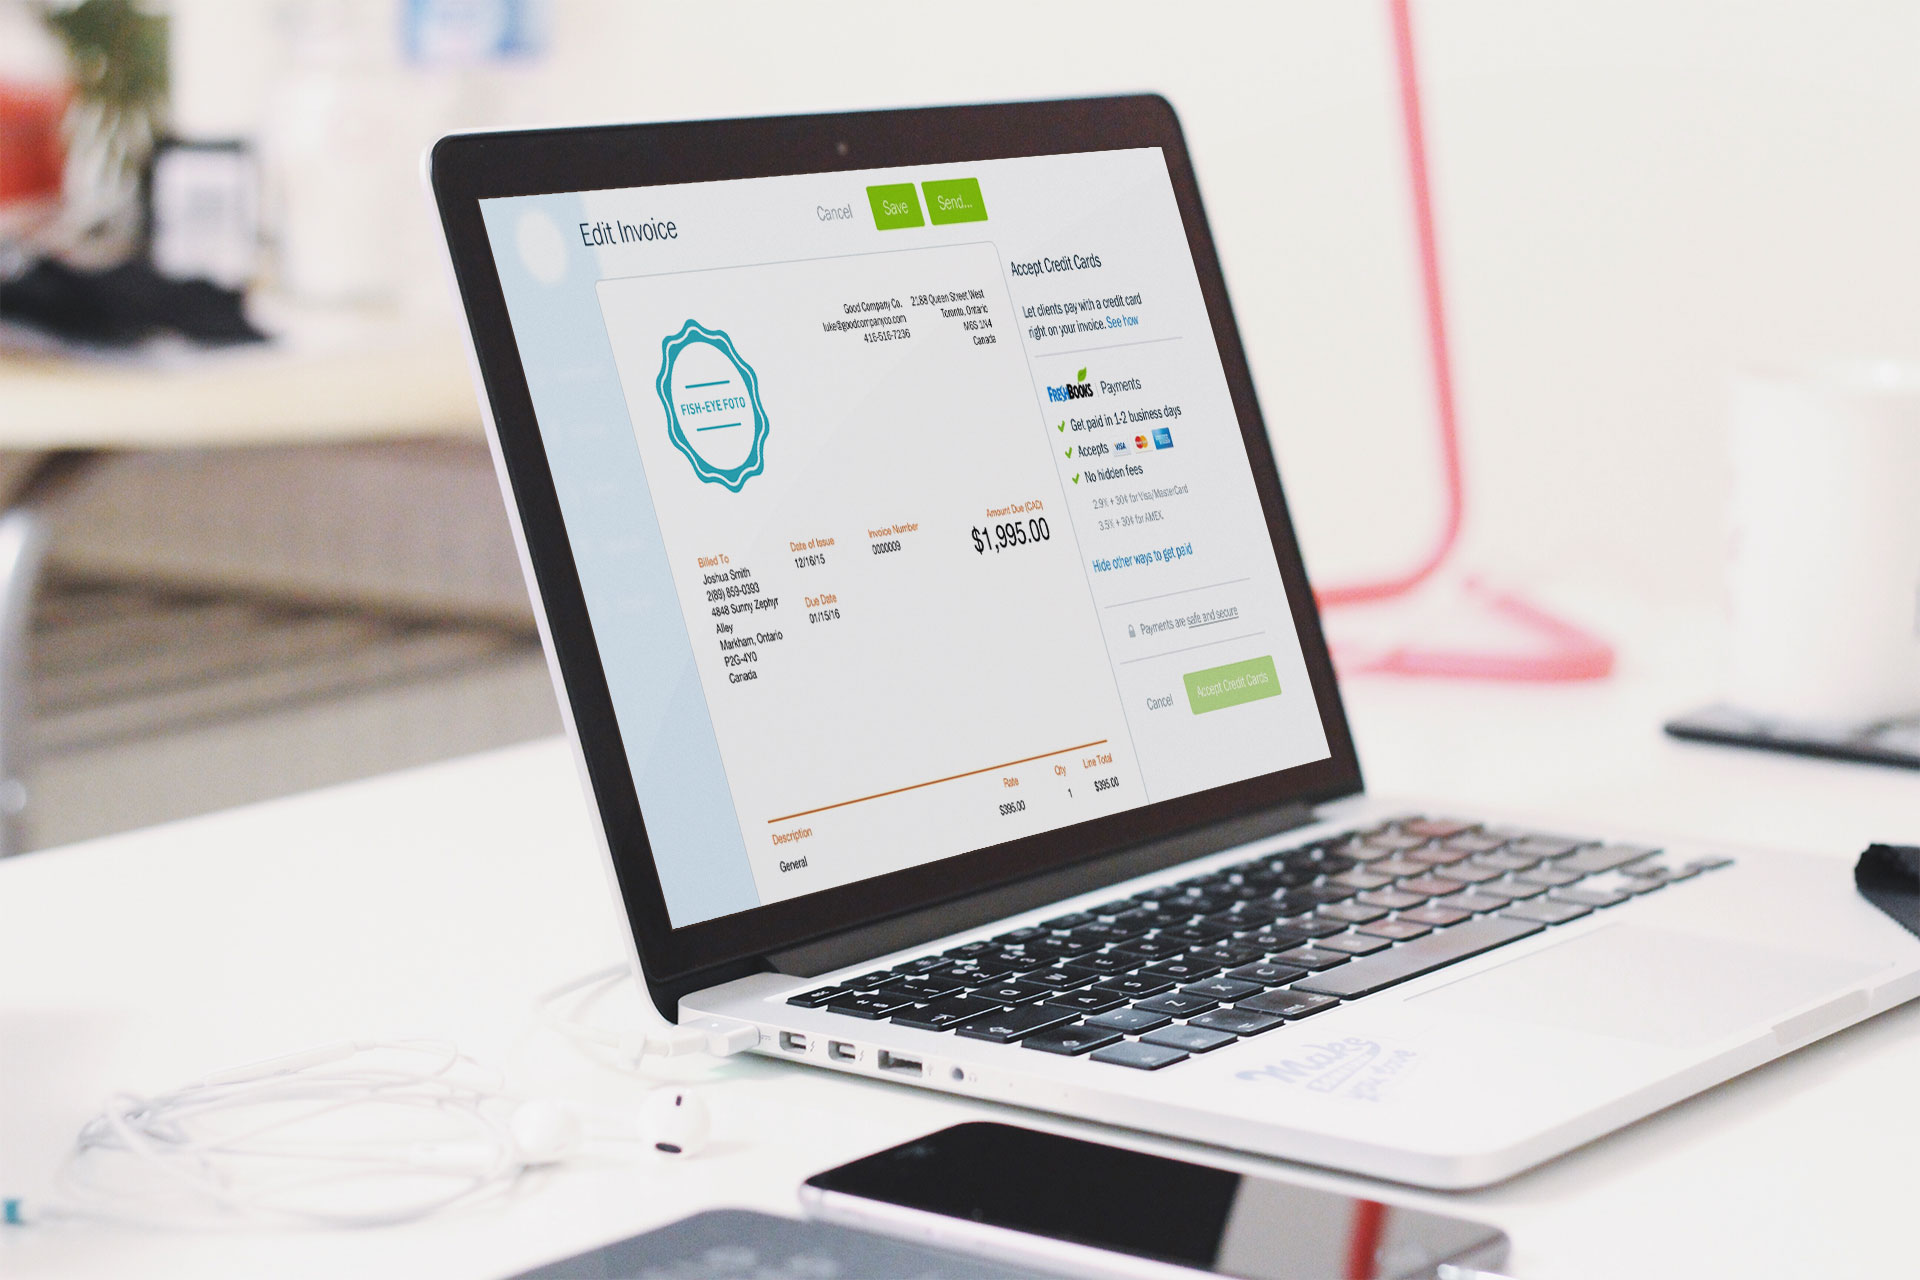 Edit Invoice
Cancel
Save
Send...
Good Company Co.
luke@goodcompanyco.com
416-516-7236
2188 Queen Street West
Toronto, Ontario
M6S 1N4
Canada
FISH-EYE FOTO
Billed To
Joshua Smith
2(89) 859-0393
4848 Sunny Zephyr
Alley
Markham, Ontario
P2G-4Y0
Canada
Date of Issue
12/16/15
Due Date
01/15/16
Invoice Number
0000009
Amount Due (CAD)
$1,995.00
Description
Rate
Qty
Line Total
General
$395.00
1
$395.00
Accept Credit Cards
Let clients pay with a credit card
right on your invoice. See how
FRESHBOOKS Payments
Get paid in 1-2 business days
Accepts VISA
No hidden fees
2.9% + 30¢ for Visa/MasterCard
3.5% + 30¢ for AMEX.
Hide other ways to get paid
Payments are safe and secure
Cancel
Accept Credit Cards